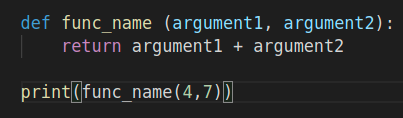 def func_name (argument1, argument2):
    return argument1 + argument2
print(func_name(4,7))